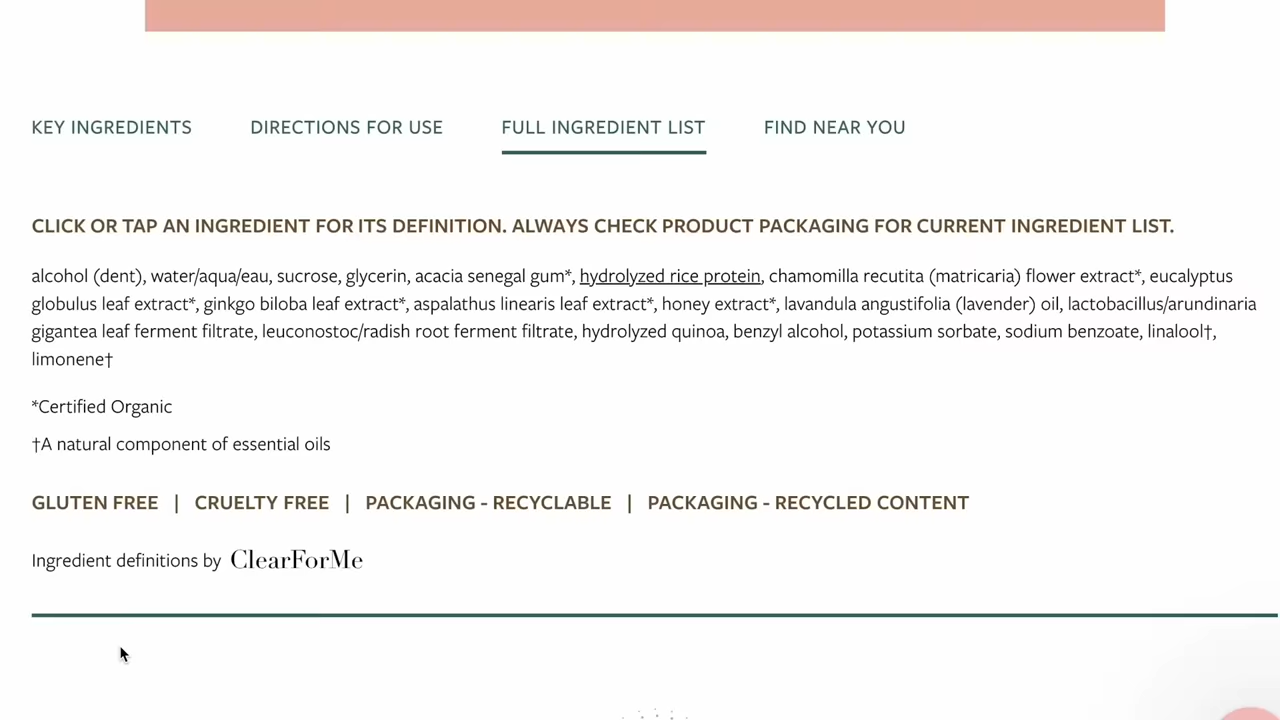 KEY INGREDIENTS DIRECTIONS FOR USE FULL INGREDIENT LIST FIND NEAR YOU
CLICK OR TAP AN INGREDIENT FOR ITS DEFINITION. ALWAYS CHECK PRODUCT PACKAGING FOR CURRENT INGREDIENT LIST.
alcohol (dent), water/aqua/eau, sucrose, glycerin, acacia senegal gum*, hydrolyzed rice protein, chamomilla recutita (matricaria) flower extract*, eucalyptus
globulus leaf extract*, ginkgo biloba leaf extract*, aspalathus linearis leaf extract*, honey extract*, lavandula angustifolia (lavender) oil, lactobacillus/arundinaria
gigantea leaf ferment filtrate, leuconostoc/radish root ferment filtrate, hydrolyzed quinoa, benzyl alcohol, potassium sorbate, sodium benzoate, linalool†,
limonene†
*Certified Organic
†A natural component of essential oils
GLUTEN FREE | CRUELTY FREE | PACKAGING - RECYCLABLE | PACKAGING - RECYCLED CONTENT
Ingredient definitions by ClearForMe